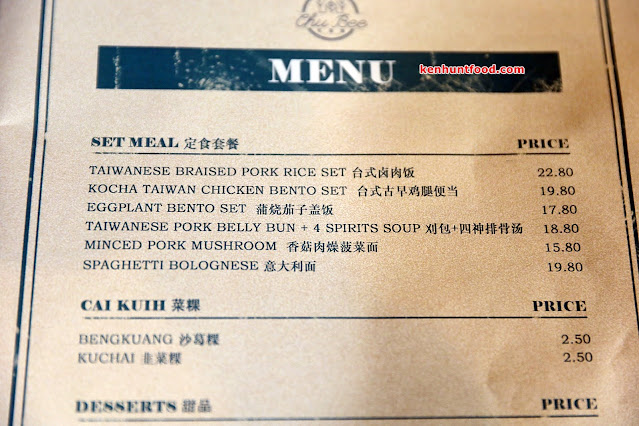 Chu Bee
MENU
kenhuntfood.com
SET MEAL 定食套餐 PRICE
TAIWANESE BRAISED PORK RICE SET 台式卤肉饭 22.80
KOCHA TAIWAN CHICKEN BENTO SET 台式古早鸡腿便当 19.80
EGGPLANT BENTO SET 蒲烧茄子盖饭 17.80
TAIWANESE PORK BELLY BUN + 4 SPIRITS SOUP 刈包+四神排骨汤 18.80
MINCED PORK MUSHROOM 香菇肉燥菠菜面 15.80
SPAGHETTI BOLOGNESE 意大利面 19.80
CAI KUIH 菜粿 PRICE
BENGKUANG 沙葛粿 2.50
KUCHAI 韭菜粿 2.50
DESSERTS 甜品 PRICE